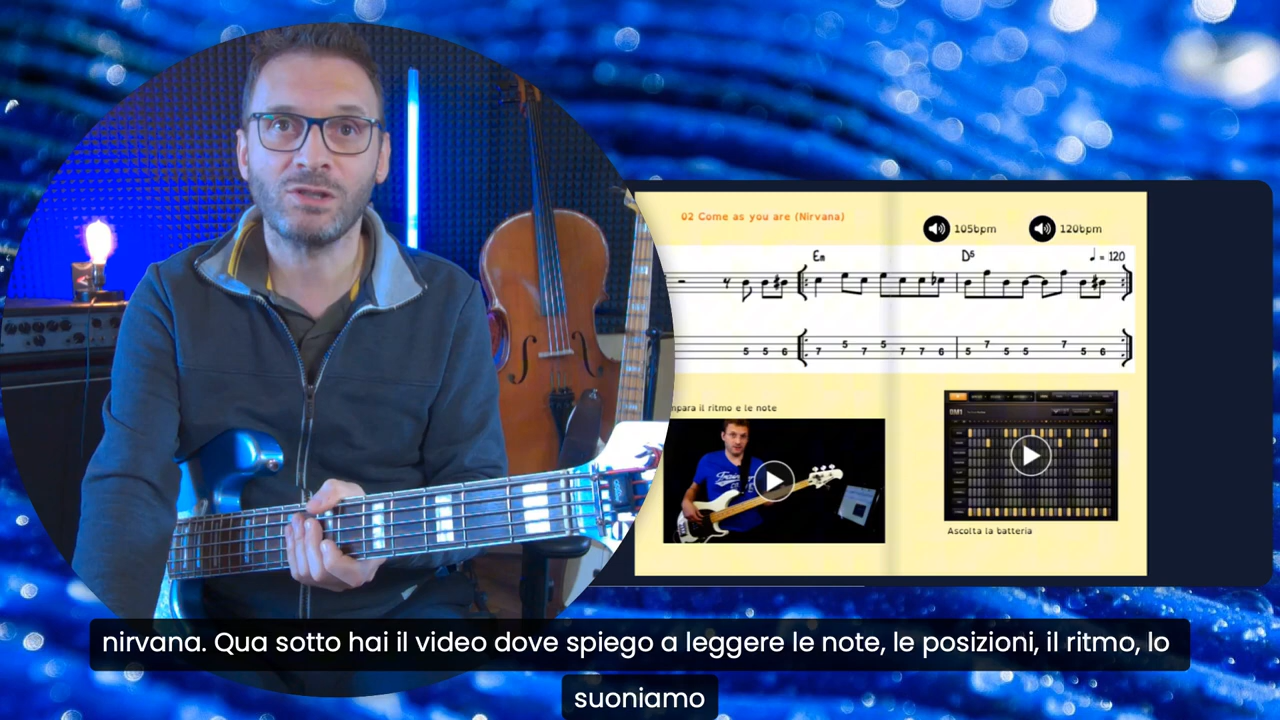 02 Come as you are (Nirvana)
105bpm
120bpm
Em
D5
= 120
5 5 6 7 5 7 5 7 7 6 5 7 5 5 7 5 6
mpara il ritmo e le note
Ascolta la batteria
nirvana. Qua sotto hai il video dove spiego a leggere le note, le posizioni, il ritmo, lo
suoniamo